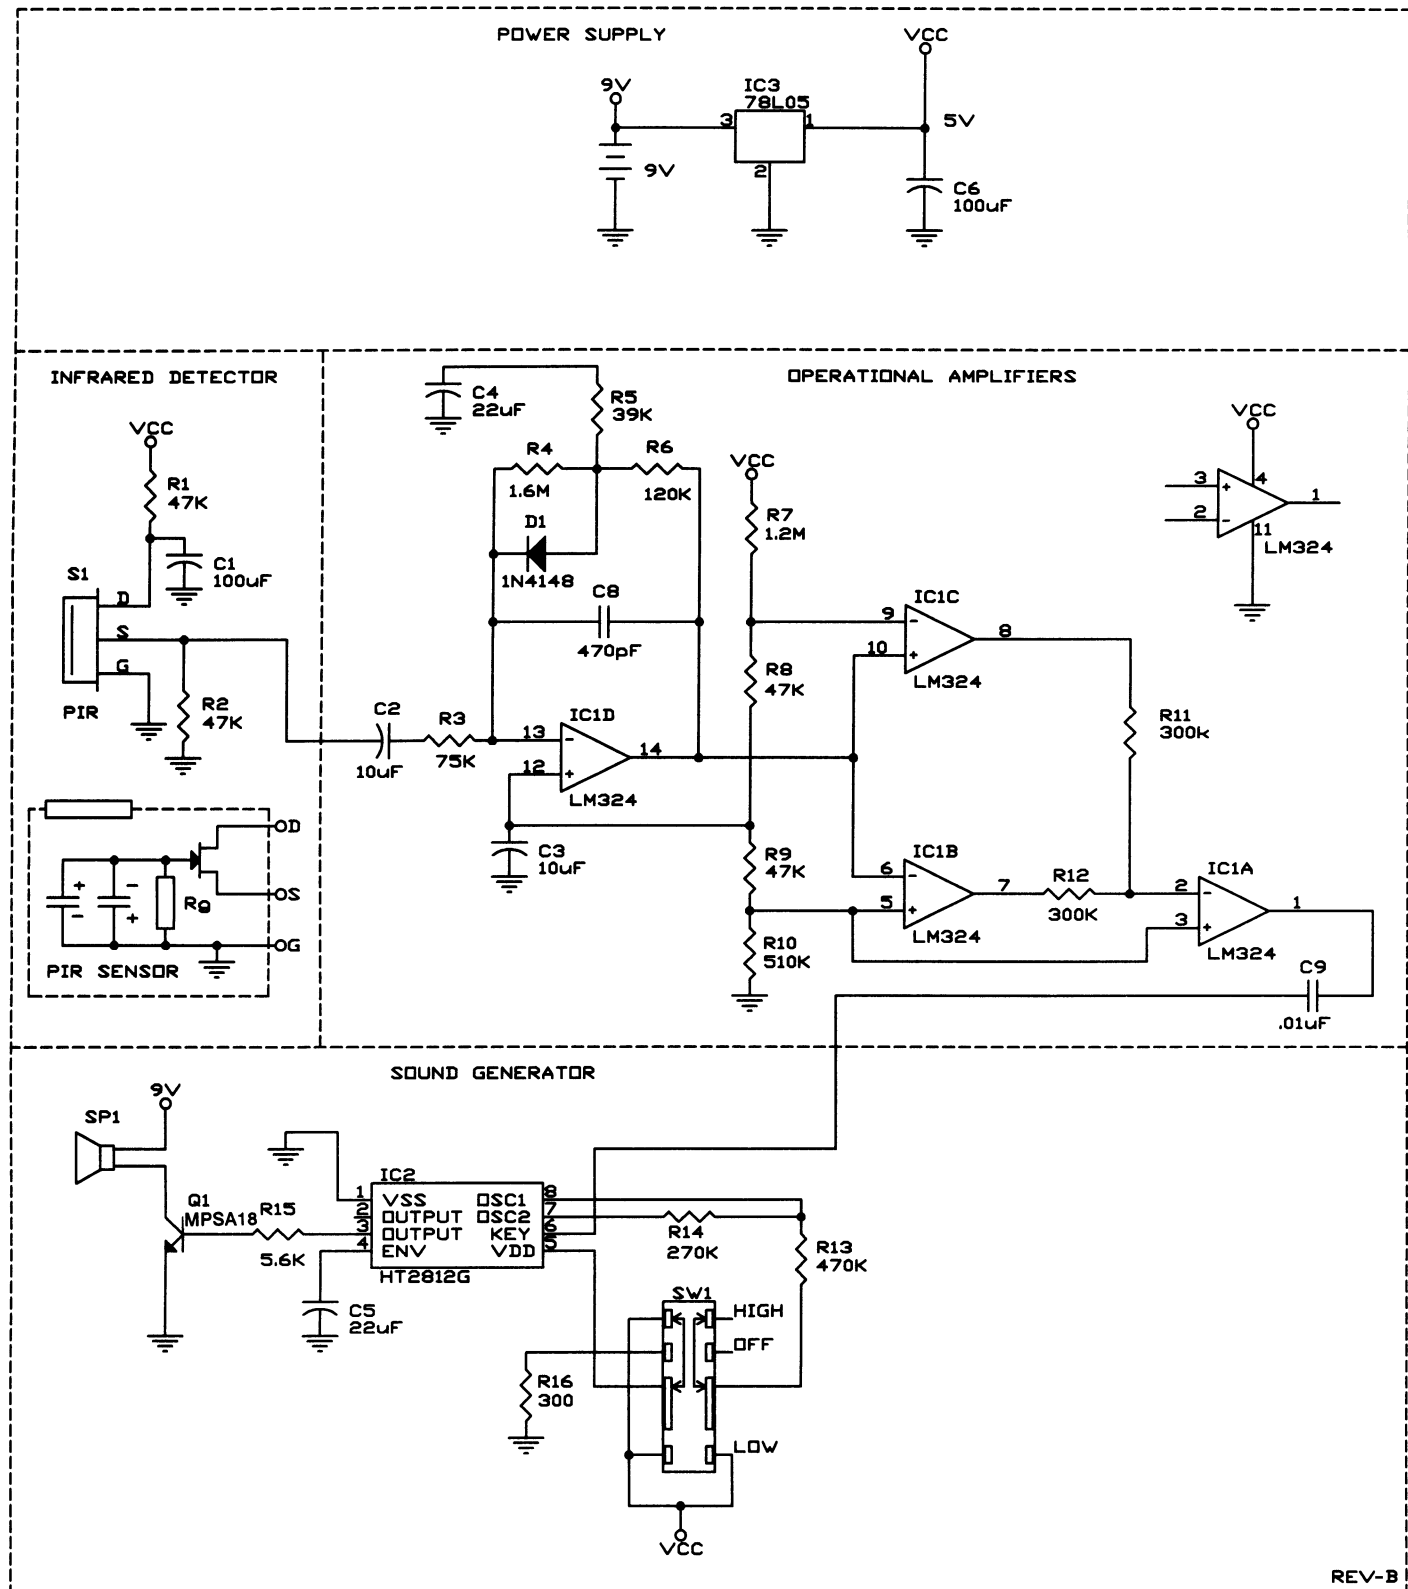 POWER SUPPLY
VCC
9V
IC3
78L05
3
1
5V
2
9V
C6
100uF
INFRARED DETECTOR
VCC
R1
47K
C1
100uF
S1
D
S
G
PIR
R2
47K
D
S
G
+
-
-
+
Rg
PIR SENSOR
OPERATIONAL AMPLIFIERS
C4
22uF
R5
39K
R4
1.6M
R6
120K
D1
1N4148
C8
470pF
C2
10uF
R3
75K
IC1D
13
-
12
+
14
LM324
C3
10uF
VCC
R7
1.2M
R8
47K
R9
47K
R10
510K
IC1C
9
-
10
+
8
LM324
IC1B
6
-
5
+
7
LM324
R11
300k
R12
300K
IC1A
2
-
3
+
1
LM324
C9
.01uF
VCC
3
+
4
1
2
-
11
LM324
SOUND GENERATOR
9V
SP1
Q1
MPSA18
R15
5.6K
IC2
1 VSS OSC1 8
2 OUTPUT OSC2 7
3 OUTPUT KEY 6
4 ENV VDD 5
HT2812G
C5
22uF
R14
270K
R13
470K
SW1
HIGH
OFF
LOW
R16
300
VCC
REV-B